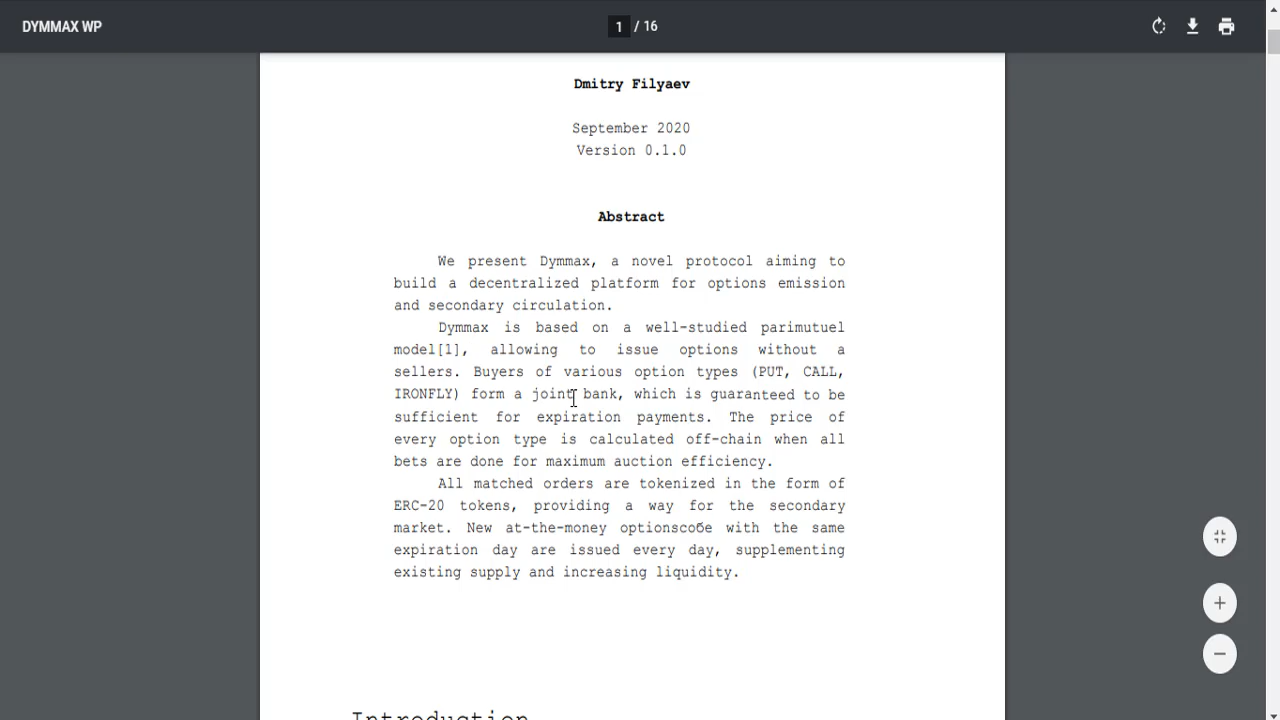 DYMMAX WP
1 / 16
Dmitry Filyaev
September 2020
Version 0.1.0
Abstract
We present Dymmax, a novel protocol aiming to
build a decentralized platform for options emission
and secondary circulation.
Dymmax is based on a well-studied parimutuel
model[1], allowing to issue options without a
sellers. Buyers of various option types (PUT, CALL,
IRONFLY) form a joint bank, which is guaranteed to be
sufficient for expiration payments. The price of
every option type is calculated off-chain when all
bets are done for maximum auction efficiency.
All matched orders are tokenized in the form of
ERC-20 tokens, providing a way for the secondary
market. New at-the-money optionsсобе with the same
expiration day are issued every day, supplementing
existing supply and increasing liquidity.
Introduction